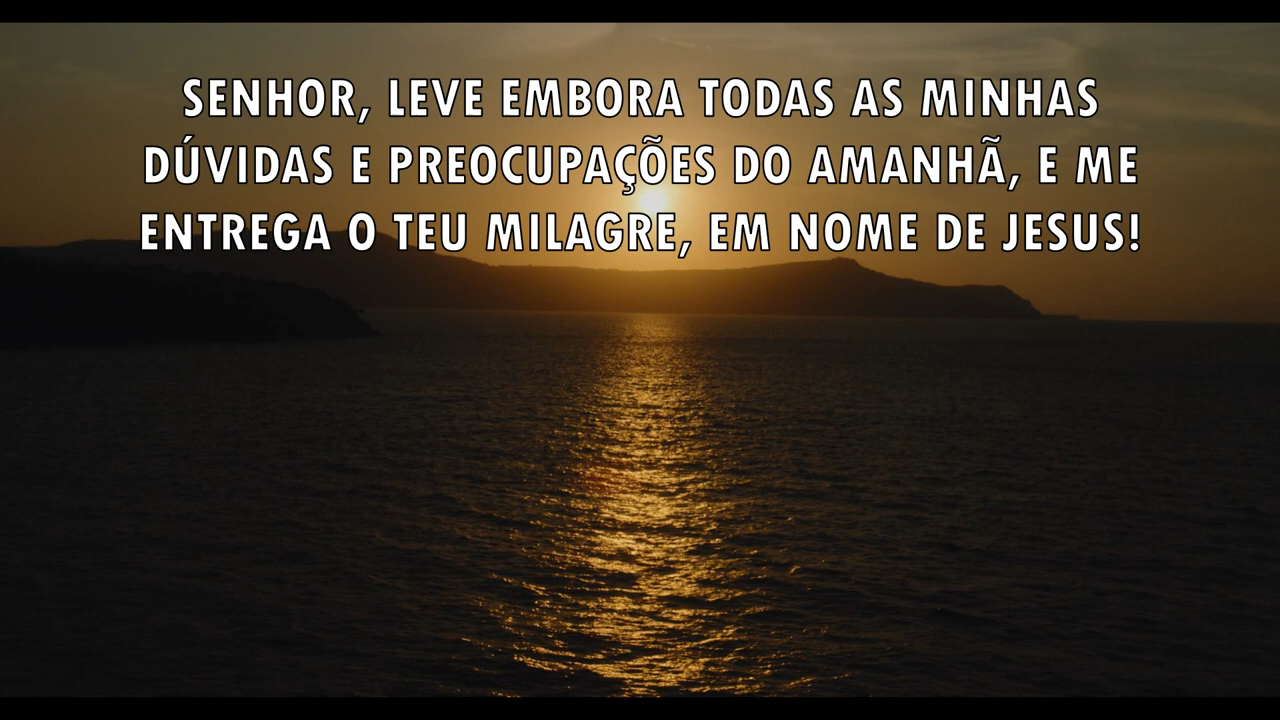 SENHOR, LEVE EMBORA TODAS AS MINHAS
DÚVIDAS E PREOCUPAÇÕES DO AMANHÃ, E ME
ENTREGA O TEU MILAGRE, EM NOME DE JESUS!